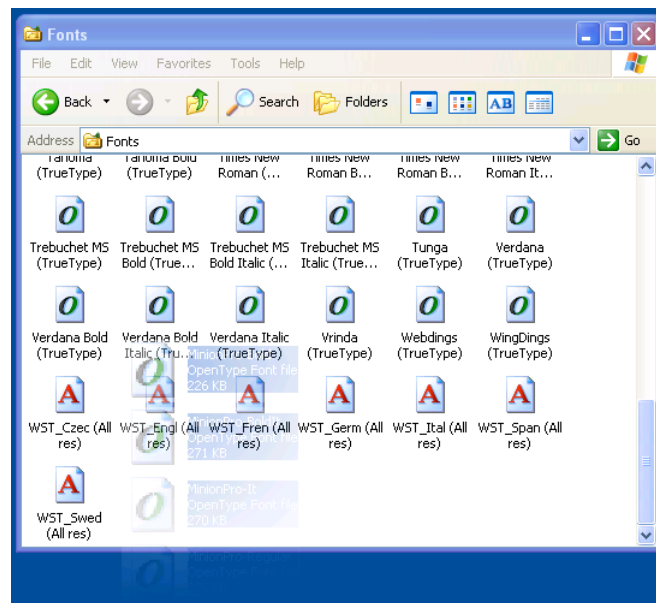 Fonts
File Edit View Favorites Tools Help
Back Search Folders AB
Address Fonts Go
Tahoma Tahoma Bold Times New Times New Times New Times New
(TrueType) (TrueType) Roman (... Roman B... Roman B... Roman It...
Trebuchet MS Trebuchet MS Trebuchet MS Trebuchet MS Tunga Verdana
(TrueType) Bold (True... Bold Italic (... Italic (True... (TrueType) (TrueType)
Verdana Bold Verdana Bold Verdana Italic Vrinda Webdings WingDings
(TrueType) Italic (Tru... (TrueType) (TrueType) (TrueType) (TrueType)
OpenType Font file
226 KB
WST_Czec (All WST_Engl (All WST_Fren (All WST_Germ (All WST_Ital (All WST_Span (All
res) res) res) res) res) res)
MinionPro-BoldIt
OpenType Font file
271 KB
MinionPro-It
OpenType Font file
270 KB
WST_Swed
(All res)
MinionPro-Regular